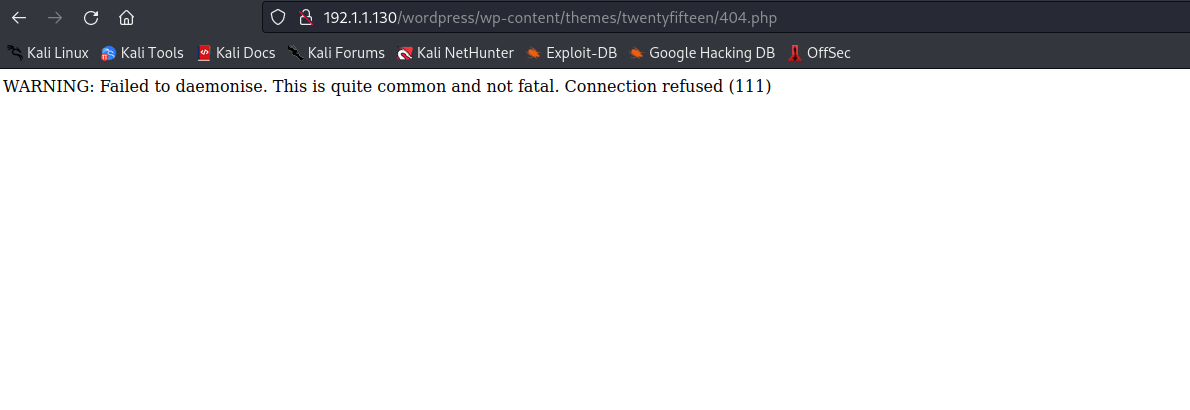 192.1.1.130/wordpress/wp-content/themes/twentyfifteen/404.php
Kali Linux Kali Tools Kali Docs Kali Forums Kali NetHunter Exploit-DB Google Hacking DB OffSec
WARNING: Failed to daemonise. This is quite common and not fatal. Connection refused (111)